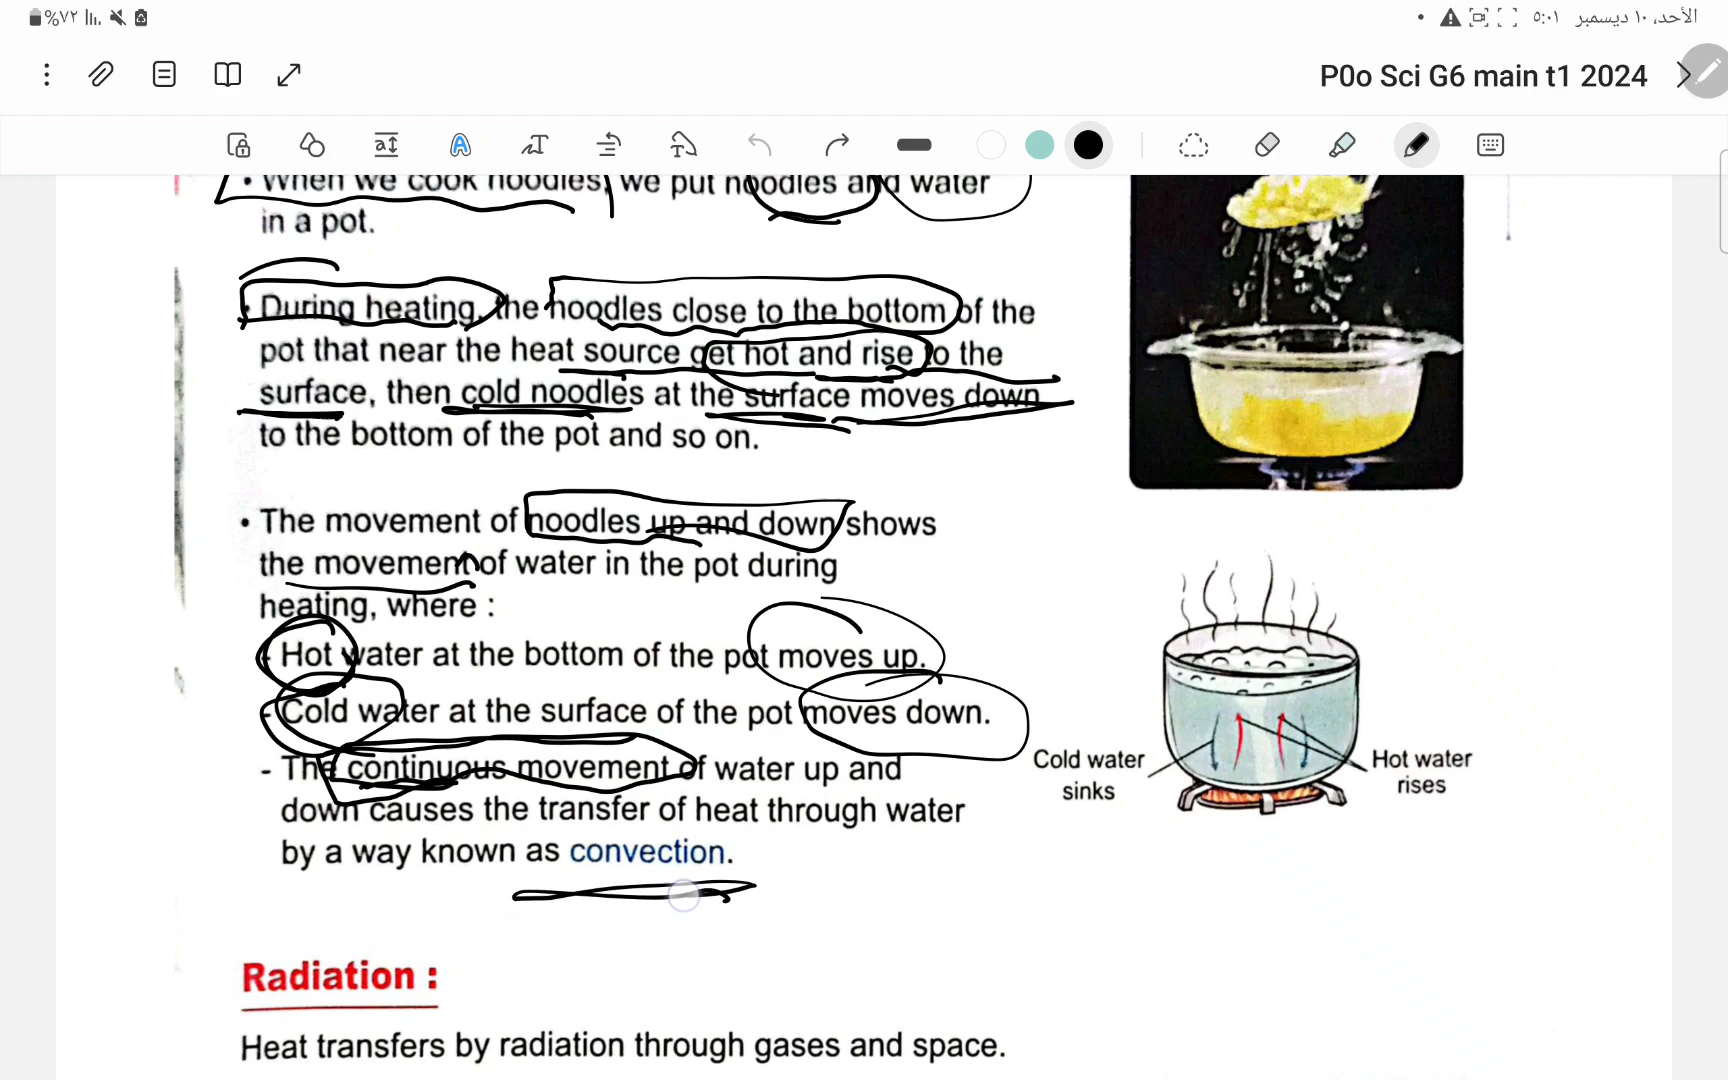 %٧٢
الأحد، ١٠ ديسمبر ٥:٠١
P0o Sci G6 main t1 2024
• When we cook noodles, we put noodles and water
in a pot.
• During heating, the noodles close to the bottom of the
pot that near the heat source get hot and rise to the
surface, then cold noodles at the surface moves down
to the bottom of the pot and so on.
• The movement of noodles up and down shows
the movement of water in the pot during
heating, where :
- Hot water at the bottom of the pot moves up.
- Cold water at the surface of the pot moves down.
- The continuous movement of water up and
down causes the transfer of heat through water
by a way known as convection.
Cold water
sinks
Hot water
rises
Radiation :
Heat transfers by radiation through gases and space.